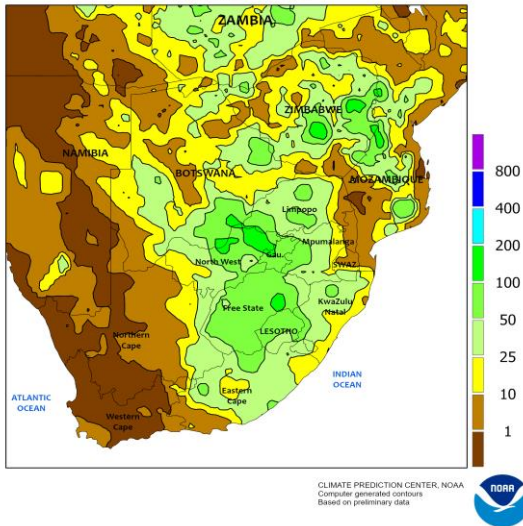 ZAMBIA
ZIMBABWE
NAMIBIA
BOTSWANA
MOZAMBIQUE
Limpopo
Mpumalanga
Gau.
North West
SWAZ.
Free State
KwaZulu
Natal
LESOTHO
Northern
Cape
Eastern
Cape
Western
Cape
ATLANTIC
OCEAN
INDIAN
OCEAN
800
400
200
100
50
25
10
1
CLIMATE PREDICTION CENTER, NOAA
Computer generated contours
Based on preliminary data
NOAA